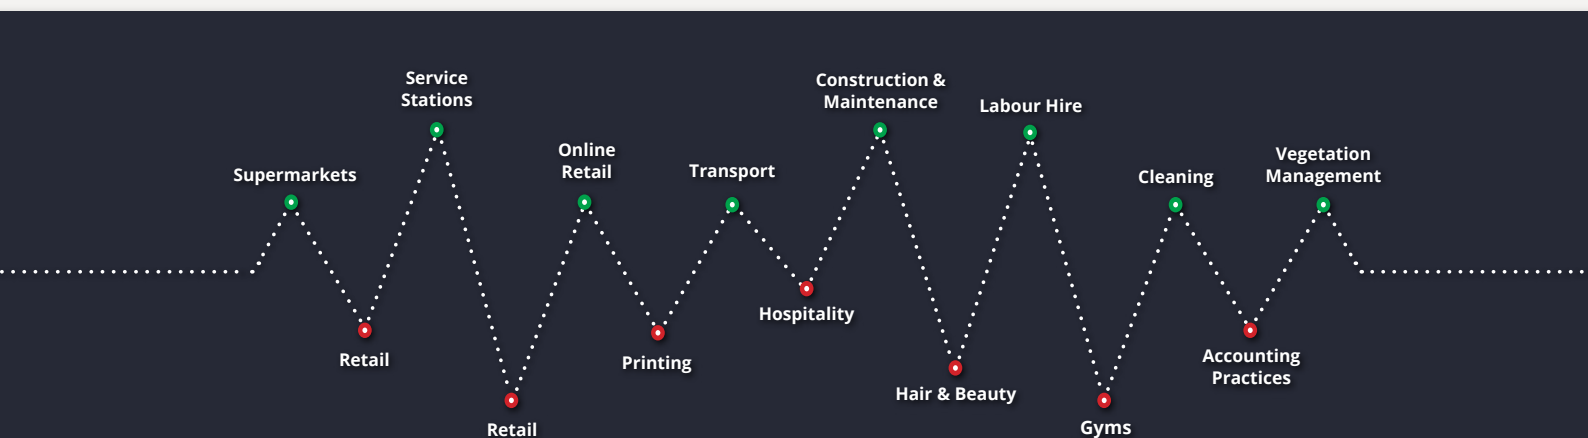 Service
Stations
Construction &
Maintenance
Labour Hire
Online
Retail
Vegetation
Management
Supermarkets
Transport
Cleaning
Hospitality
Retail
Printing
Accounting
Practices
Hair & Beauty
Retail
Gyms